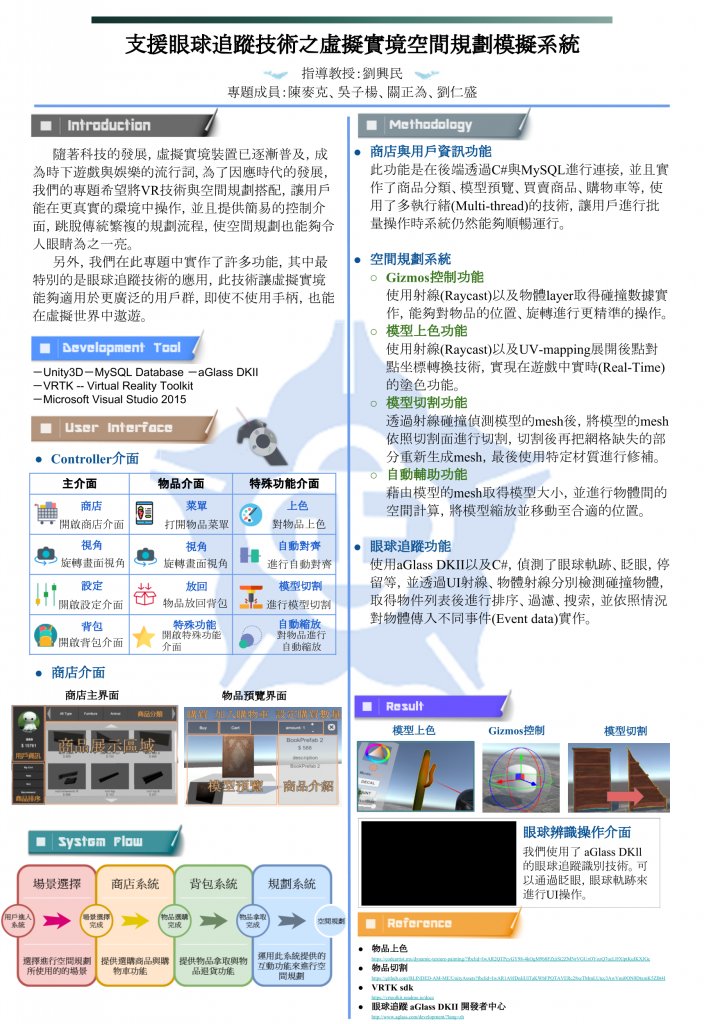 支援眼球追蹤技術之虛擬實境空間規劃模擬系統
指導教授：劉興民
專題成員：陳麥克、吳子楊、關正為、劉仁盛
Introduction
隨著科技的發展，虛擬實境裝置已逐漸普及，成
為時下遊戲與娛樂的流行詞，為了因應時代的發展，
我們的專題希望將VR技術與空間規劃搭配，讓用戶
能在更真實的環境中操作，並且提供簡易的控制介
面，跳脫傳統繁複的規劃流程，使空間規劃也能夠令
人眼睛為之一亮。
另外，我們在此專題中實作了許多功能，其中最
特別的是眼球追蹤技術的應用，此技術讓虛擬實境
能夠適用於更廣泛的用戶群，即使不使用手柄，也能
在虛擬世界中遨遊。
Development Tool
－Unity3D－MySQL Database －aGlass DKII
－VRTK -- Virtual Reality Toolkit
－Microsoft Visual Studio 2015
User Interface
● Controller介面
主介面 物品介面 特殊功能介面
商店 菜單 上色
開啟商店介面 打開物品菜單 對物品上色
視角 視角 自動對齊
旋轉畫面視角 旋轉畫面視角 進行自動對齊
設定 放回 模型切割
開啟設定介面 物品放回背包 進行模型切割
背包 特殊功能 自動縮放
開啟背包介面 開啟特殊功能 對物品進行
介面 自動縮放
● 商店介面
商店主界面 物品預覽界面
商品分類
商品展示區域
用戶資訊
商品排序
All Type Furniture Animal
$ 15761
購買 加入購物車 設定購買數量
Buy Cart amount: 1
BookPrefab 2
$ 588
description
BookPrefab 2
模型預覽 商品介紹
System Flow
場景選擇 商店系統 背包系統 規劃系統
用戶進入 場景選擇 物品選購 物品拿取 空間規劃
系統 完成 完成 完成
選擇進行空間規劃 提供選購商品與購 提供物品拿取與物 運用此系統提供的
所使用的的場景 物車功能 品退貨功能 互動功能來進行空
間規劃
Methodology
● 商店與用戶資訊功能
此功能是在後端透過C#與MySQL進行連接，並且實
作了商品分類、模型預覽、買賣商品、購物車等，使
用了多執行緒(Multi-thread)的技術，讓用戶進行批
量操作時系統仍然能夠順暢運行。
● 空間規劃系統
○ Gizmos控制功能
使用射線(Raycast)以及物體layer取得碰撞數據實
作，能夠對物品的位置、旋轉進行更精準的操作。
○ 模型上色功能
使用射線(Raycast)以及UV-mapping展開後點對
點坐標轉換技術，實現在遊戲中實時(Real-Time)
的塗色功能。
○ 模型切割功能
透過射線碰撞偵測模型的mesh後，將模型的mesh
依照切割面進行切割，切割後再把網格缺失的部
分重新生成mesh，最後使用特定材質進行修補。
○ 自動輔助功能
藉由模型的mesh取得模型大小，並進行物體間的
空間計算，將模型縮放並移動至合適的位置。
● 眼球追蹤功能
使用aGlass DKII以及C#，偵測了眼球軌跡、眨眼，停
留等，並透過UI射線、物體射線分別檢測碰撞物體，
取得物件列表後進行排序、過濾、搜索，並依照情況
對物體傳入不同事件(Event data)實作。
Result
模型上色 Gizmos控制 模型切割
眼球辨識操作介面
我們使用了 aGlass DKII
的眼球追蹤識別技術。可
以通過眨眼，眼球軌跡來
進行UI操作。
Reference
● 物品上色
● 物品切割
● VRTK sdk
● 眼球追蹤 aGlass DKII 開發者中心